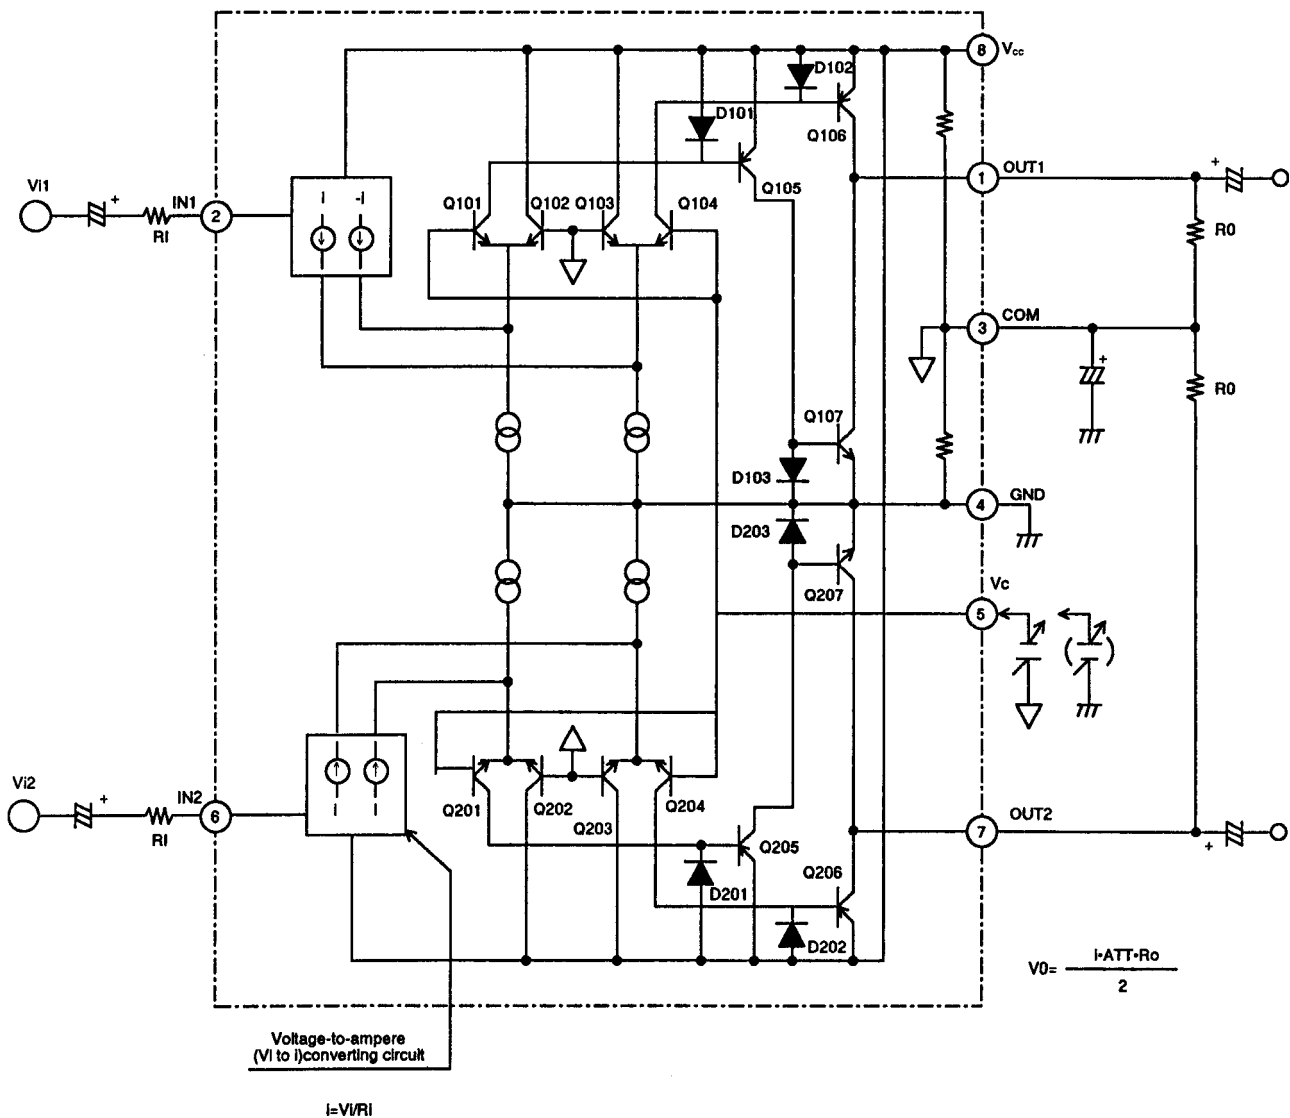 8 Vcc
D102
D101
Q106
Vi1
+
IN1
2
RI
i -i
Q101 Q102 Q103 Q104
Q105
1 OUT1
+
R0
3 COM
+
R0
Q107
D103
4 GND
D203
Q207
Vc
5
( )
Vi2
+
IN2
6
RI
i i
Q201 Q202 Q203 Q204
Q205
D201
Q206
D202
7 OUT2
+
V0= i·ATT·Ro
2
Voltage-to-ampere
(Vi to i)converting circuit
i=Vi/Ri